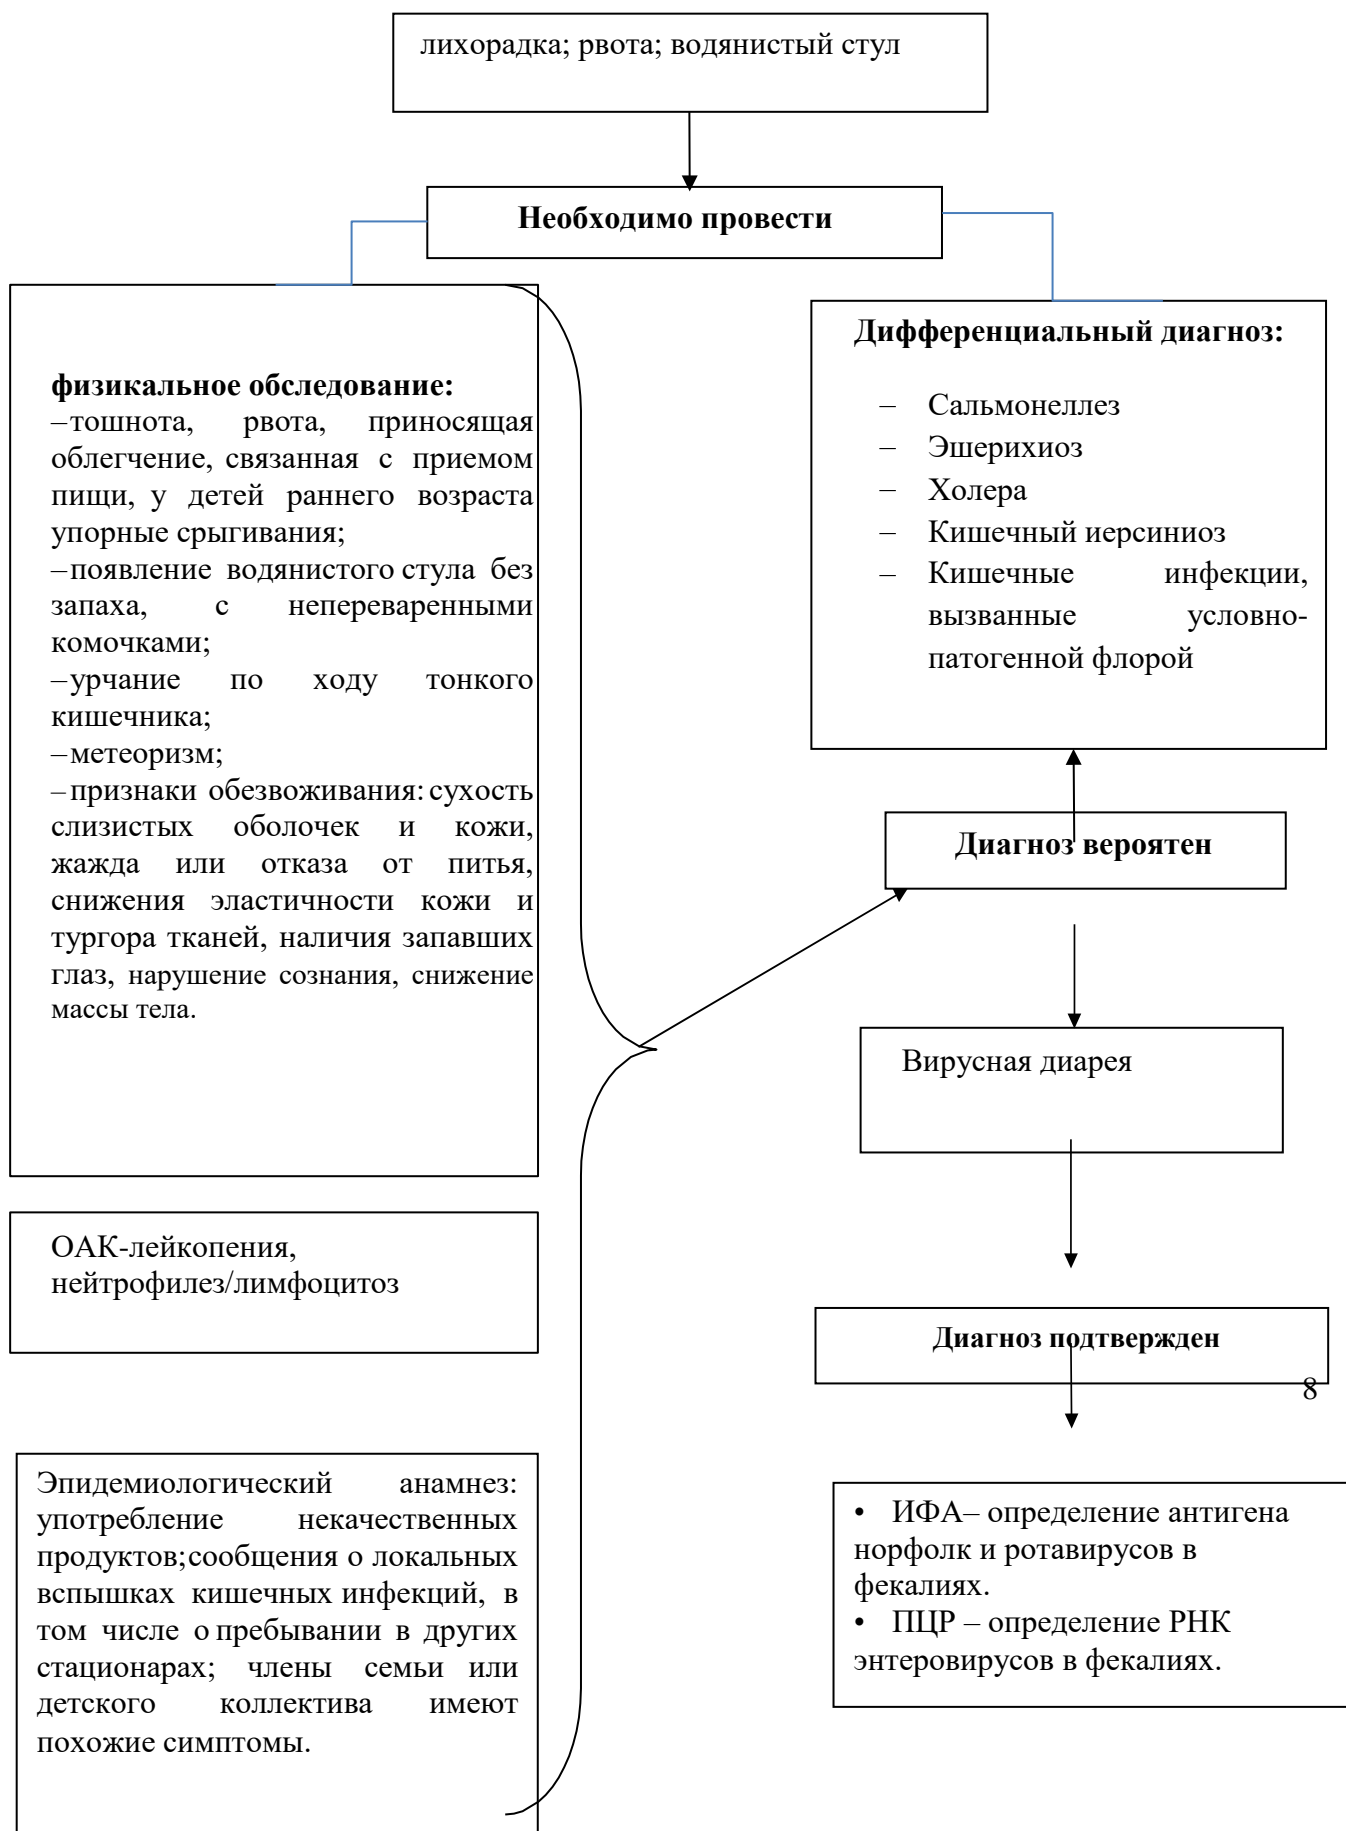 лихорадка; рвота; водянистый стул
Необходимо провести
физикальное обследование:
–тошнота, рвота, приносящая
облегчение, связанная с приемом
пищи, у детей раннего возраста
упорные срыгивания;
–появление водянистого стула без
запаха, с непереваренными
комочками;
–урчание по ходу тонкого
кишечника;
–метеоризм;
–признаки обезвоживания: сухость
слизистых оболочек и кожи,
жажда или отказа от питья,
снижения эластичности кожи и
тургора тканей, наличия запавших
глаз, нарушение сознания, снижение
массы тела.
ОАК-лейкопения,
нейтрофилез/лимфоцитоз
Эпидемиологический анамнез:
употребление некачественных
продуктов;сообщения о локальных
вспышках кишечных инфекций, в
том числе о пребывании в других
стационарах; члены семьи или
детского коллектива имеют
похожие симптомы.
Дифференциальный диагноз:
– Сальмонеллез
– Эшерихиоз
– Холера
– Кишечный иерсиниоз
– Кишечные инфекции,
вызванные условно-
патогенной флорой
Диагноз вероятен
Вирусная диарея
Диагноз подтвержден
8
• ИФА– определение антигена
норфолк и ротавирусов в
фекалиях.
• ПЦР – определение РНК
энтеровирусов в фекалиях.